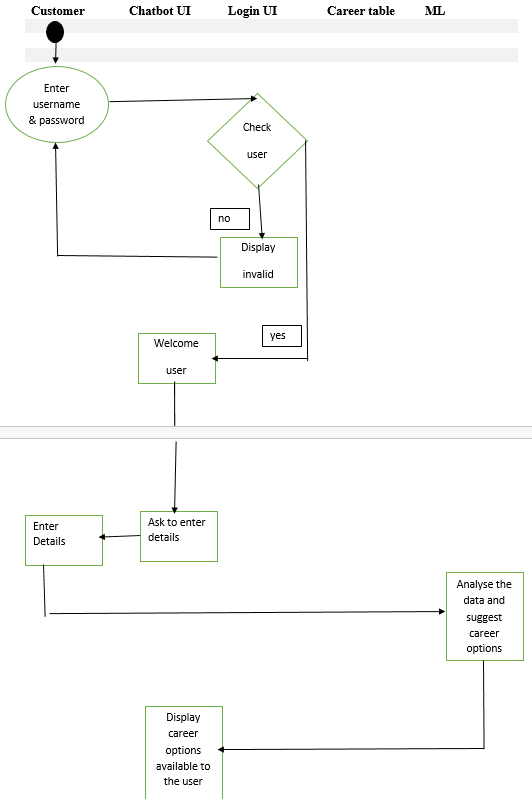 Customer Chatbot UI Login UI Career table ML
Enter
username
& password
Check
user
no
Display
invalid
yes
Welcome
user
Ask to enter
details
Enter
Details
Analyse the
data and
suggest
career
options
Display
career
options
available to
the user